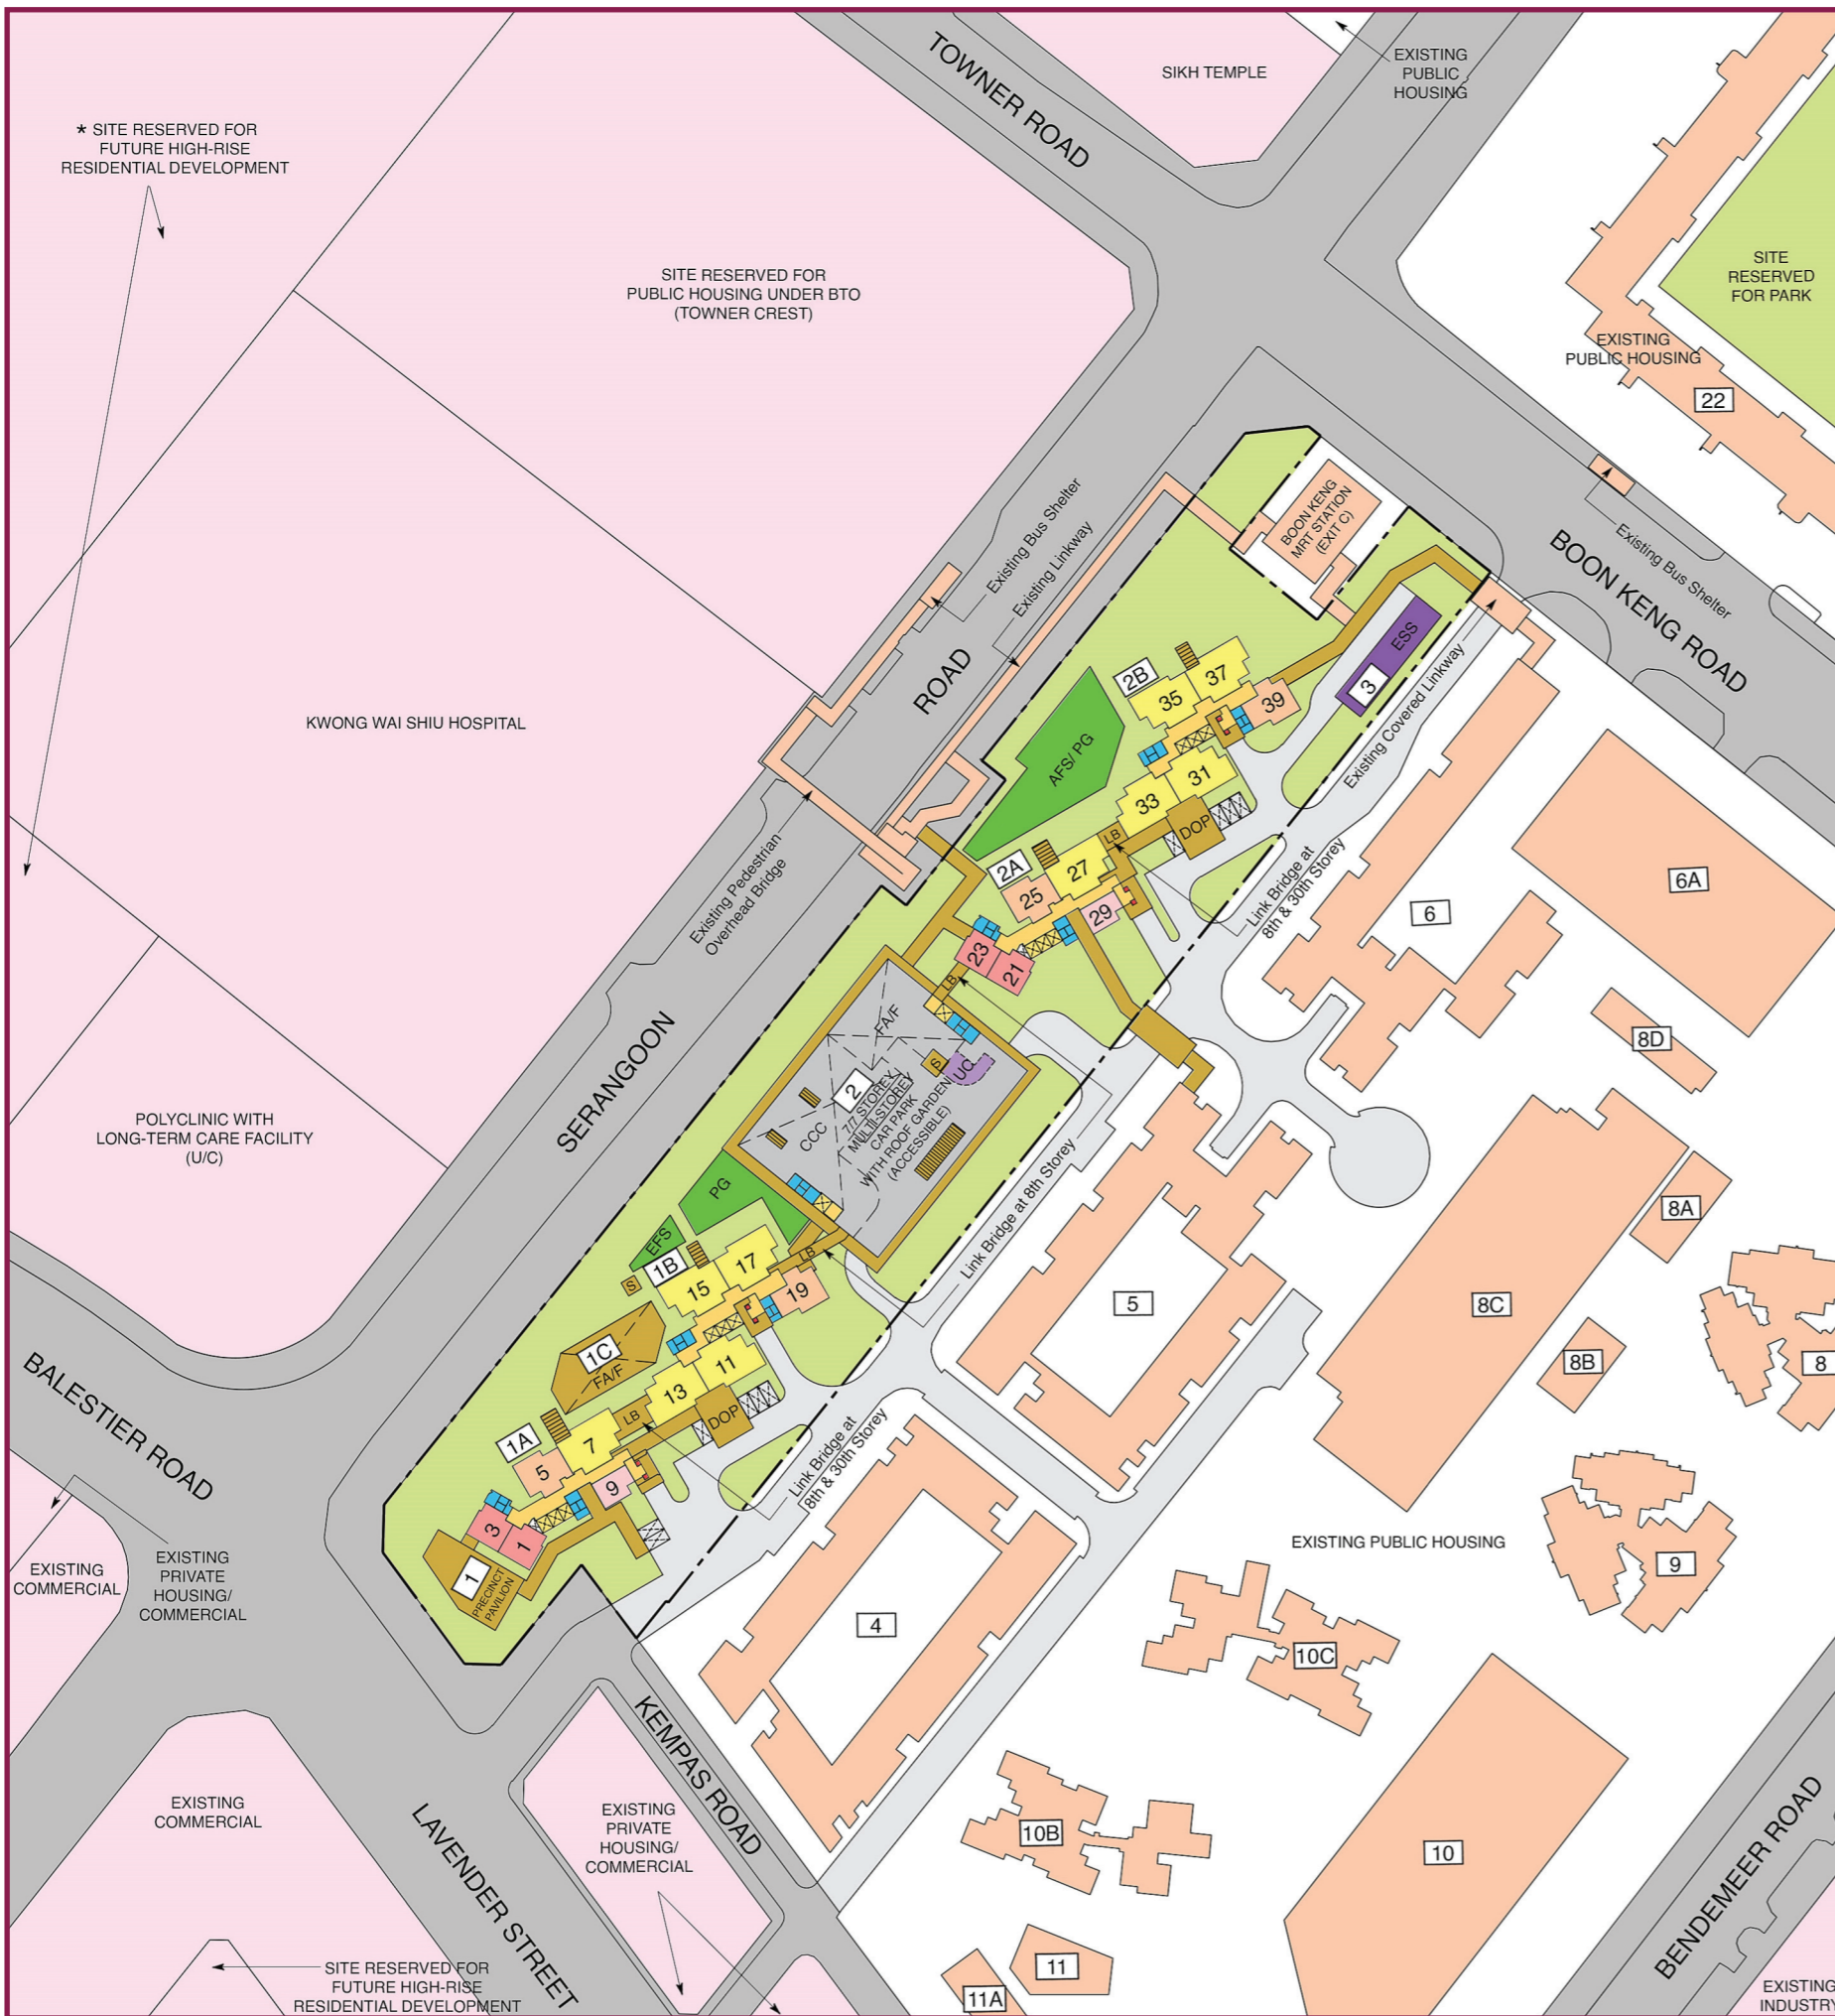 TOWNER ROAD
SIKH TEMPLE
EXISTING
PUBLIC
HOUSING
* SITE RESERVED FOR
FUTURE HIGH-RISE
RESIDENTIAL DEVELOPMENT
SITE RESERVED FOR
PUBLIC HOUSING UNDER BTO
(TOWNER CREST)
SITE
RESERVED
FOR PARK
EXISTING
PUBLIC HOUSING
22
BOON KENG
MRT STATION
(EXIT C)
Existing Bus Shelter
Existing Linkway
Existing Bus Shelter
BOON KENG ROAD
ESS
3
Existing Covered Linkway
ROAD
KWONG WAI SHIU HOSPITAL
2B
37
35
39
AFS/ PG
31
33
DOP
LB
2A
27
25
29
23
21
LB
Link Bridge at
8th & 30th Storey
6A
6
Existing Pedestrian
Overhead Bridge
SERANGOON
FA/F
S
UC
2
7/7 STOREY
MULTI-STOREY
CAR PARK
WITH ROOF GARDEN
(ACCESSIBLE)
CCC
8D
POLYCLINIC WITH
LONG-TERM CARE FACILITY
(U/C)
PG
EFS
S
1B
17
15
19
LB
Link Bridge at 8th Storey
5
8A
8C
8B
8
1C
FA/F
11
13
LB
DOP
1A
7
5
9
3
1
1
PRECINCT
PAVILION
Link Bridge at
8th & 30th Storey
BALESTIER ROAD
EXISTING
COMMERCIAL
EXISTING
PRIVATE
HOUSING/
COMMERCIAL
EXISTING PUBLIC HOUSING
9
4
10C
KEMPAS ROAD
EXISTING
COMMERCIAL
LAVENDER STREET
EXISTING
PRIVATE
HOUSING/
COMMERCIAL
10B
10
BENDEMEER ROAD
SITE RESERVED FOR
FUTURE HIGH-RISE
RESIDENTIAL DEVELOPMENT
11
11A
EXISTING
INDUSTRY